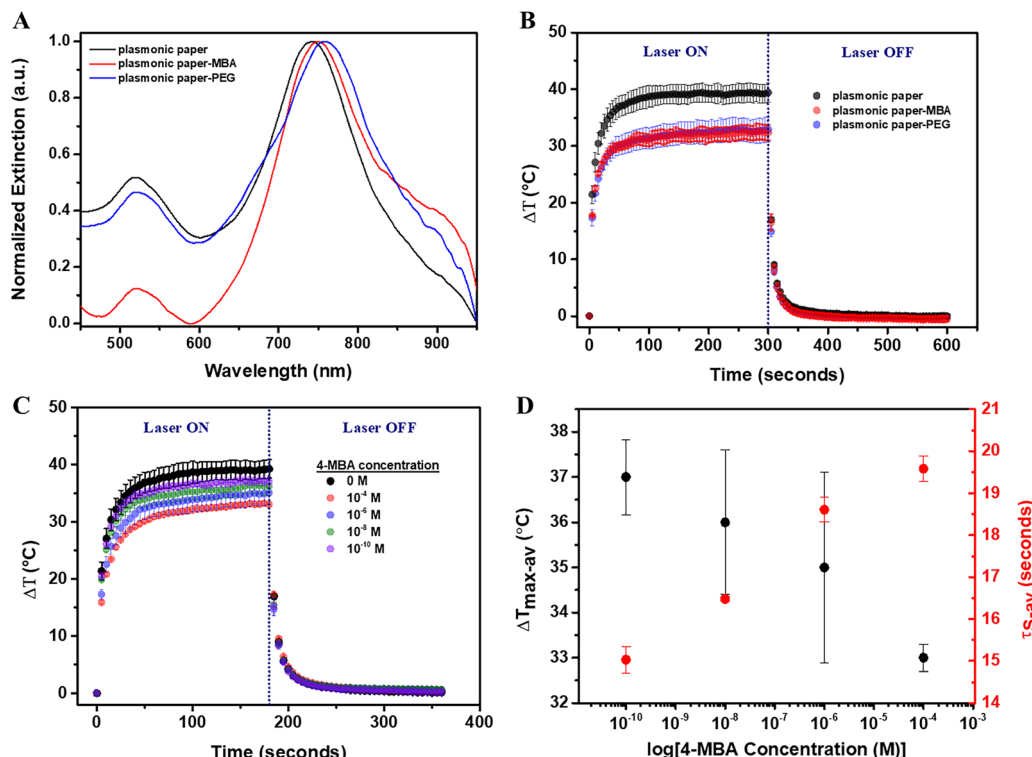 A
plasmonic paper
plasmonic paper-MBA
plasmonic paper-PEG
Normalized Extinction (a.u.)
1.0
0.8
0.6
0.4
0.2
0.0
500 600 700 800 900
Wavelength (nm)
B
Laser ON Laser OFF
plasmonic paper
plasmonic paper-MBA
plasmonic paper-PEG
ΔT (°C)
50
40
30
20
10
0
0 100 200 300 400 500 600
Time (seconds)
C
Laser ON Laser OFF
4-MBA concentration
0 M
10⁻⁴ M
10⁻⁶ M
10⁻⁸ M
10⁻¹⁰ M
ΔT (°C)
50
40
30
20
10
0
0 100 200 300 400
Time (seconds)
D
ΔTmax-av (°C)
38
37
36
35
34
33
32
21
20
19
18
17
16
15
14
τs-av (seconds)
10⁻¹⁰ 10⁻⁹ 10⁻⁸ 10⁻⁷ 10⁻⁶ 10⁻⁵ 10⁻⁴ 10⁻³
log[4-MBA Concentration (M)]